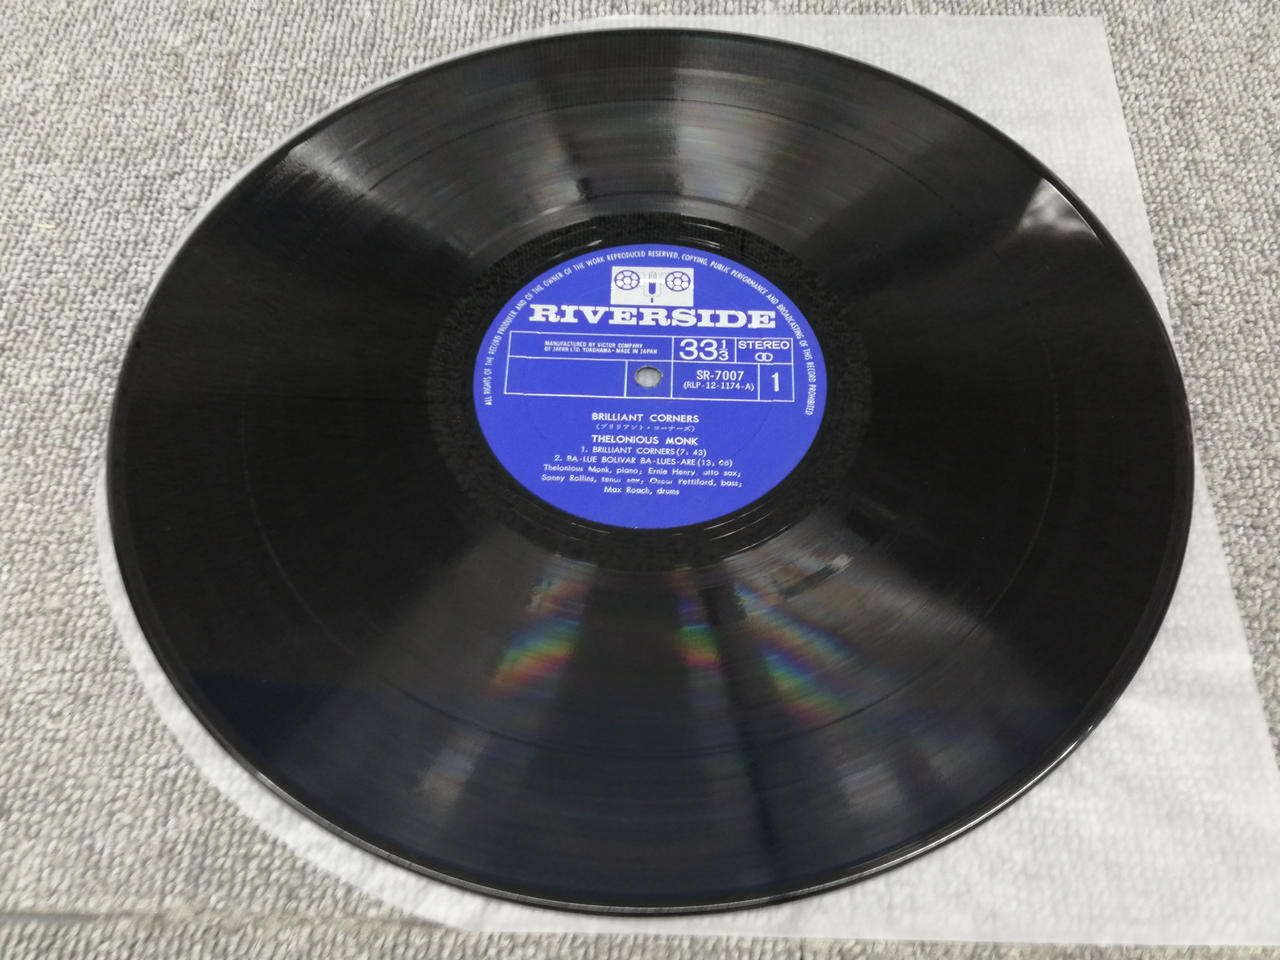 ALL RIGHTS OF THE RECORD PRODUCER AND OF THE OWNER OF THE WORK REPRODUCED RESERVED, COPYING, PUBLIC PERFORMANCE AND BROADCASTING OF THIS RECORD PROHIBITED
RIVERSIDE
MANUFACTURED BY VICTOR COMPANY
OF JAPAN LTD. YOKOHAMA-MADE IN JAPAN
33 1/3
STEREO
SR-7007
(RLP-12-1174-A)
1
BRILLIANT CORNERS
(ブリリアント・コーナーズ)
THELONIOUS MONK
1. BRILLIANT CORNERS (7:43)
2. BA-LUE BOLIVAR BA-LUES-ARE (13:06)
Thelonious Monk, piano; Ernie Henry, alto sax;
Sonny Rollins, tenor sax; Oscar Pettiford, bass;
Max Roach, drums